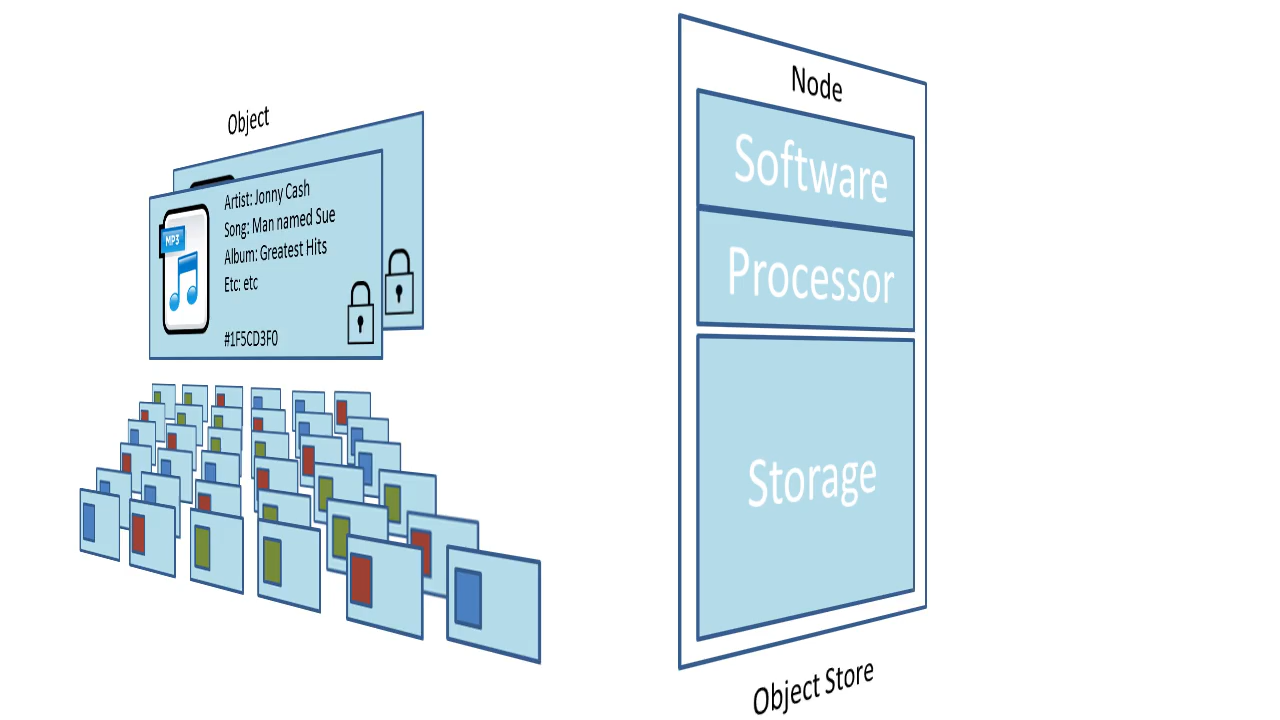 Object
Artist: Jonny Cash
Song: Man named Sue
Album: Greatest Hits
Etc: etc
#1F5CD3F0
MP3
Node
Software
Processor
Storage
Object Store